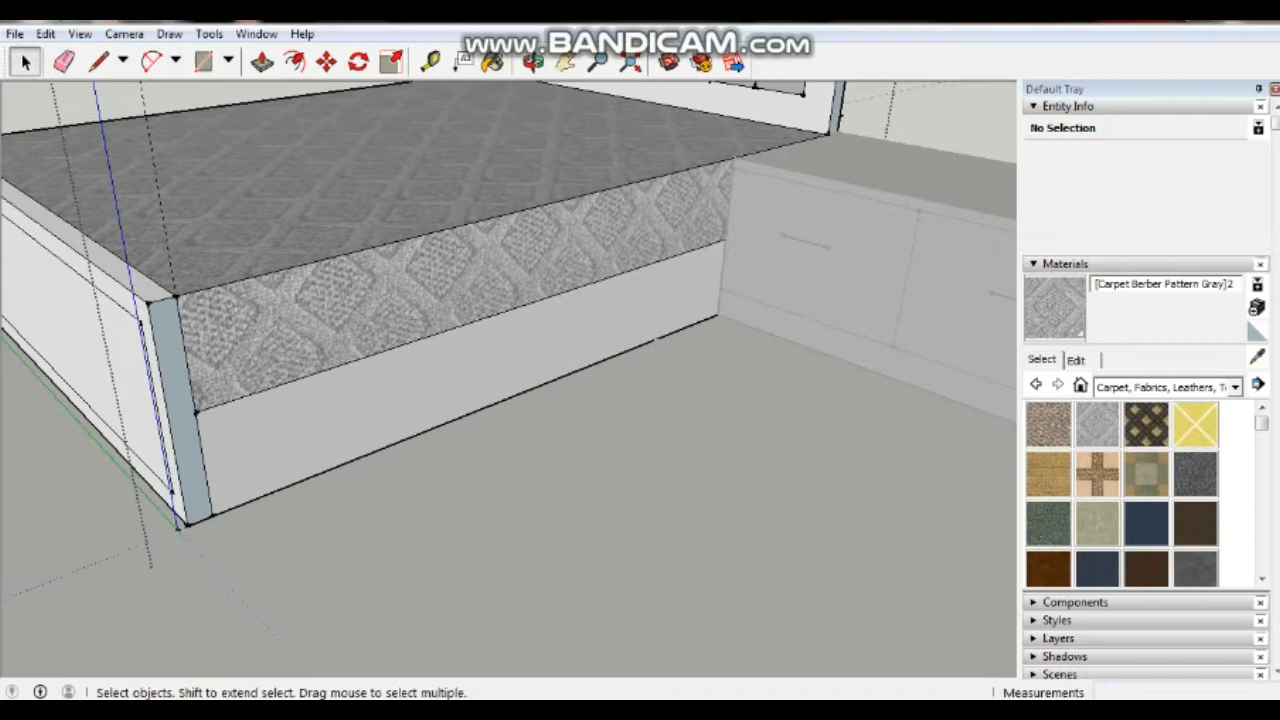 www.BANDICAM.com
File Edit View Camera Draw Tools Window Help
Default Tray
Entity Info
No Selection
Materials
[Carpet Berber Pattern Gray]2
Select Edit
Carpet, Fabrics, Leathers, T
Components
Styles
Layers
Shadows
Scenes
Select objects. Shift to extend select. Drag mouse to select multiple. Measurements